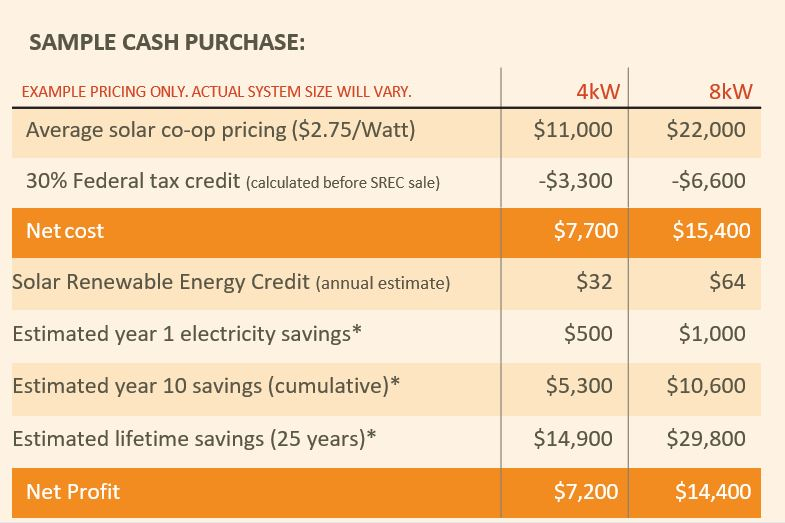 SAMPLE CASH PURCHASE:
EXAMPLE PRICING ONLY. ACTUAL SYSTEM SIZE WILL VARY. 4kW 8kW
Average solar co-op pricing ($2.75/Watt) $11,000 $22,000
30% Federal tax credit (calculated before SREC sale) -$3,300 -$6,600
Net cost $7,700 $15,400
Solar Renewable Energy Credit (annual estimate) $32 $64
Estimated year 1 electricity savings* $500 $1,000
Estimated year 10 savings (cumulative)* $5,300 $10,600
Estimated lifetime savings (25 years)* $14,900 $29,800
Net Profit $7,200 $14,400